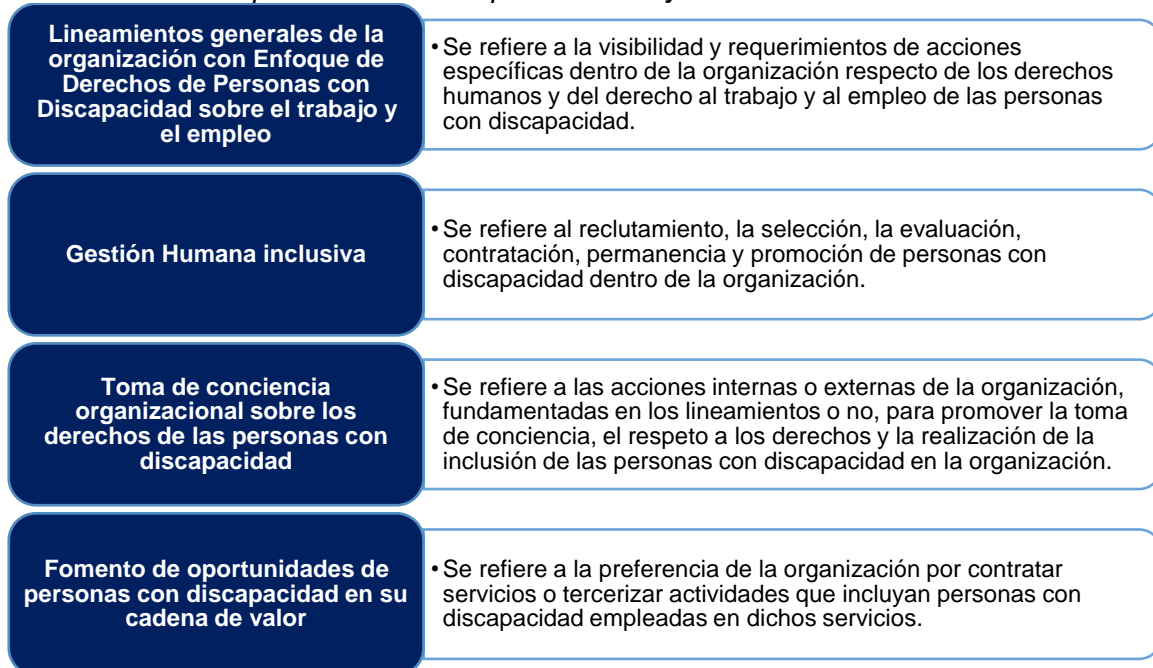 Lineamientos generales de la
organización con Enfoque de
Derechos de Personas con
Discapacidad sobre el trabajo y
el empleo
• Se refiere a la visibilidad y requerimientos de acciones
específicas dentro de la organización respecto de los derechos
humanos y del derecho al trabajo y al empleo de las personas
con discapacidad.
Gestión Humana inclusiva
• Se refiere al reclutamiento, la selección, la evaluación,
contratación, permanencia y promoción de personas con
discapacidad dentro de la organización.
Toma de conciencia
organizacional sobre los
derechos de las personas con
discapacidad
• Se refiere a las acciones internas o externas de la organización,
fundamentadas en los lineamientos o no, para promover la toma
de conciencia, el respeto a los derechos y la realización de la
inclusión de las personas con discapacidad en la organización.
Fomento de oportunidades de
personas con discapacidad en su
cadena de valor
• Se refiere a la preferencia de la organización por contratar
servicios o tercerizar actividades que incluyan personas con
discapacidad empleadas en dichos servicios.